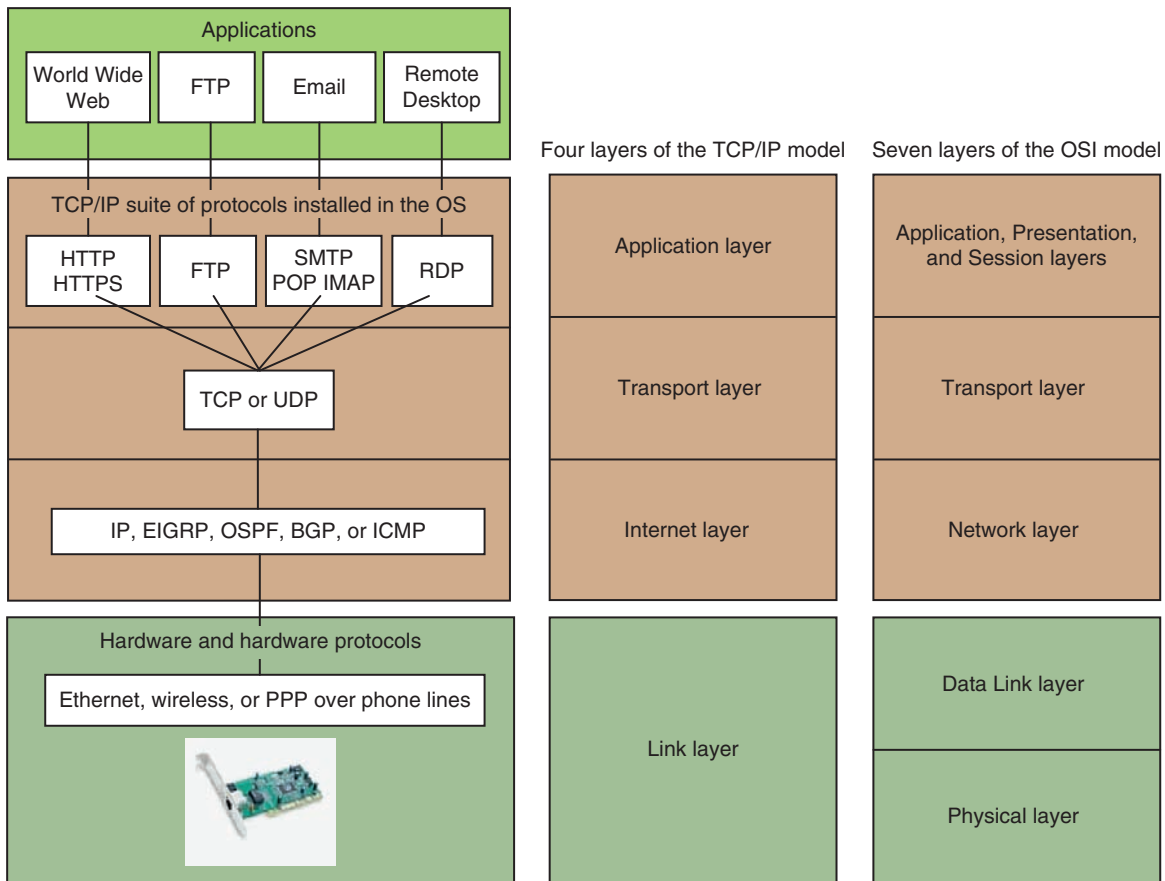 Applications
World Wide
Web
FTP
Email
Remote
Desktop
Four layers of the TCP/IP model
Seven layers of the OSI model
TCP/IP suite of protocols installed in the OS
HTTP
HTTPS
FTP
SMTP
POP IMAP
RDP
Application layer
Application, Presentation,
and Session layers
TCP or UDP
Transport layer
Transport layer
IP, EIGRP, OSPF, BGP, or ICMP
Internet layer
Network layer
Hardware and hardware protocols
Ethernet, wireless, or PPP over phone lines
Link layer
Data Link layer
Physical layer